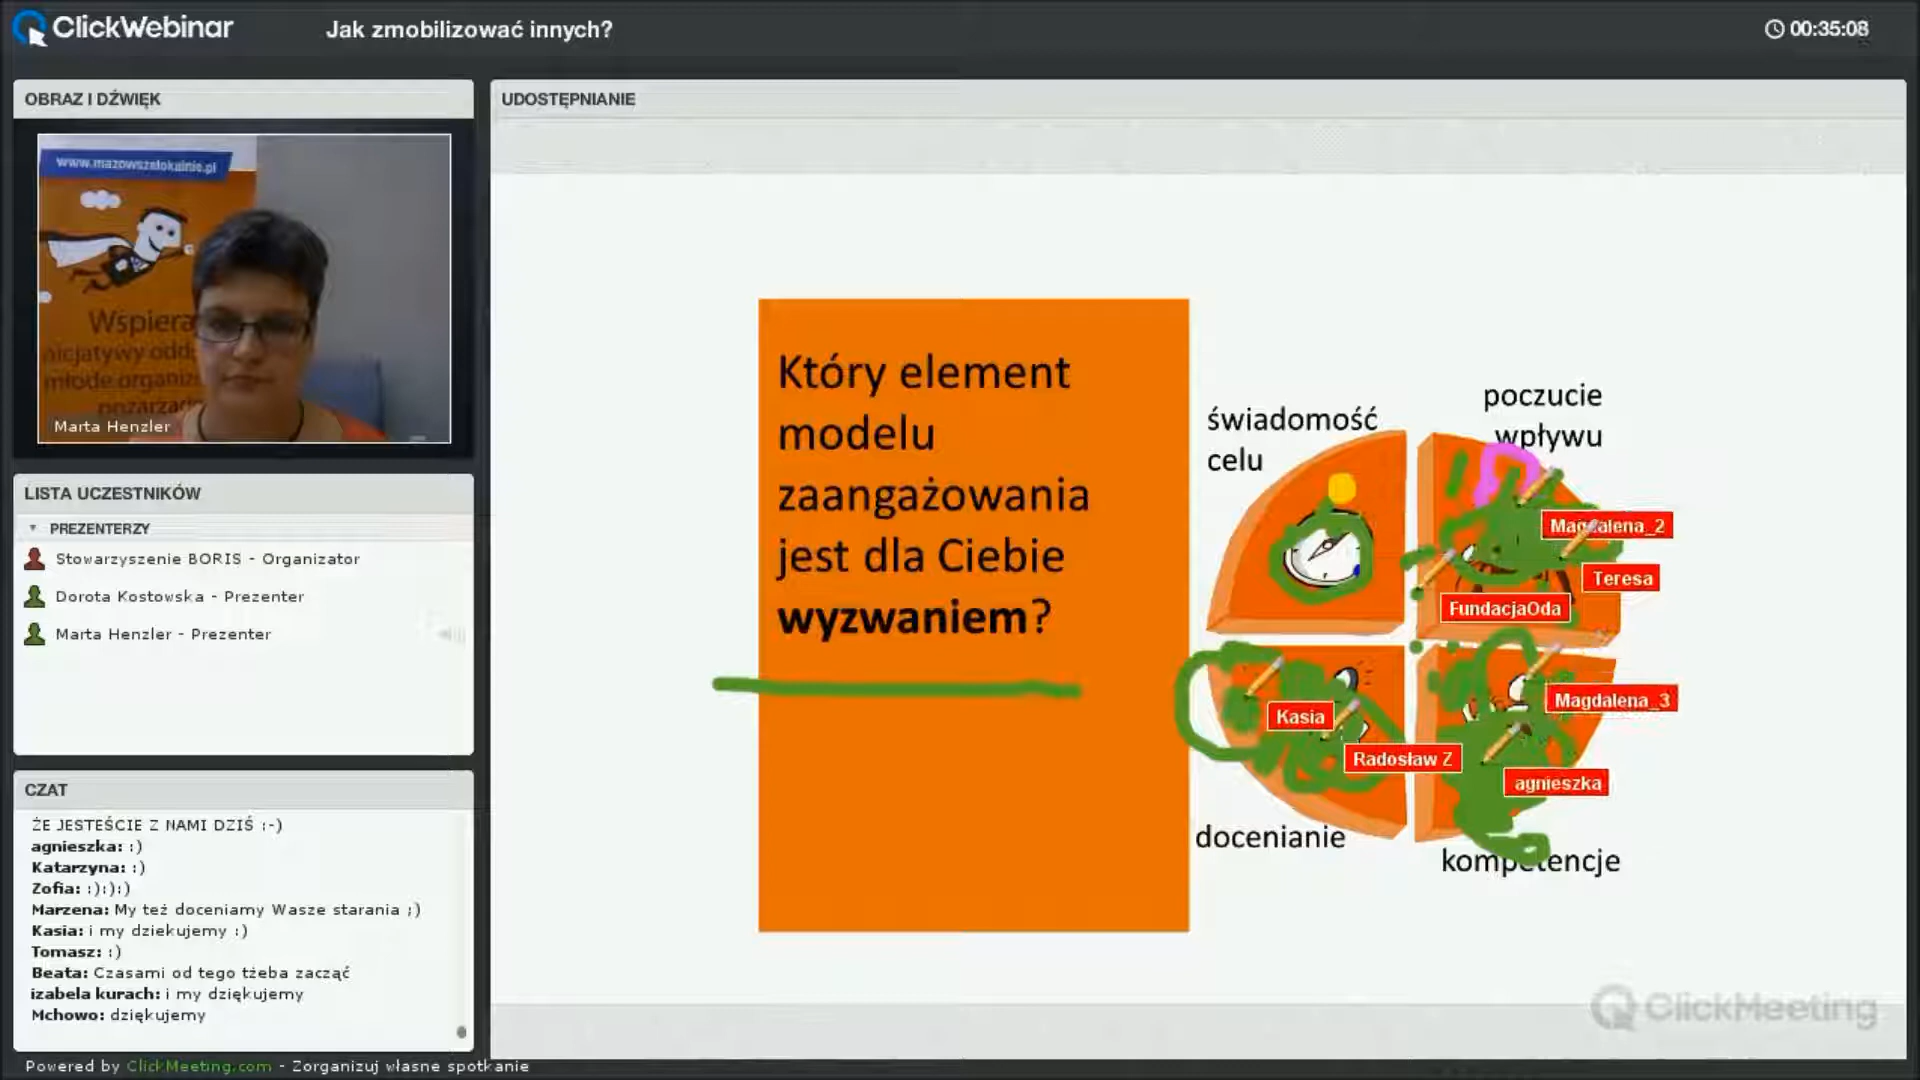 ClickWebinar
Jak zmobilizować innych?
00:35:08
OBRAZ I DŹWIĘK
www.mazowszelokalnie.pl
Marta Henzler
LISTA UCZESTNIKÓW
PREZENTERZY
Stowarzyszenie BORIS - Organizator
Dorota Kostowska - Prezenter
Marta Henzler - Prezenter
CZAT
ŻE JESTEŚCIE Z NAMI DZIŚ :-)
agnieszka: :)
Katarzyna: :)
Zofia: :):):)
Marzena: My też doceniamy Wasze starania ;)
Kasia: i my dziekujemy :)
Tomasz: :)
Beata: Czasami od tego tżeba zacząć
izabela kurach: i my dziękujemy
Mchowo: dziękujemy
UDOSTĘPNIANIE
Który element
modelu
zaangażowania
jest dla Ciebie
wyzwaniem?
świadomość
celu
poczucie
wpływu
Magdalena_2
Teresa
FundacjaOda
Kasia
Radosław Z
Magdalena_3
agnieszka
docenianie
kompetencje
ClickMeeting
Powered by ClickMeeting.com - Zorganizuj własne spotkanie